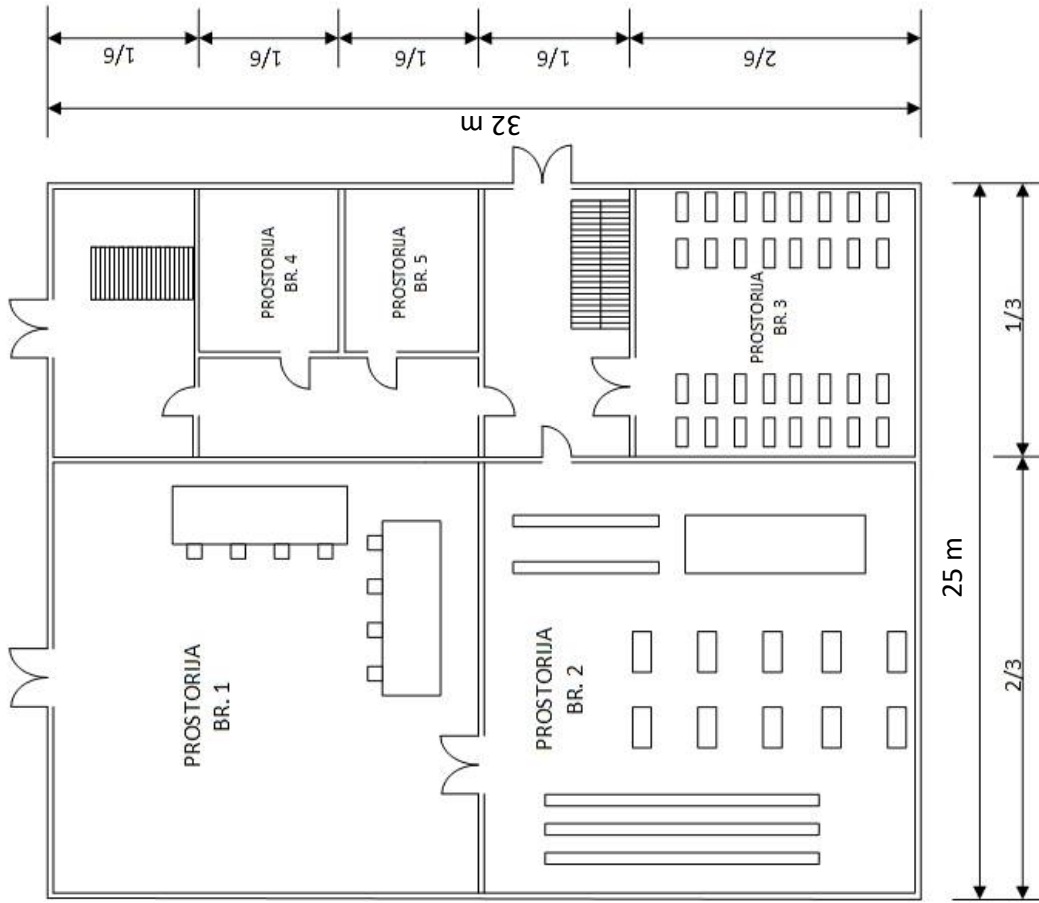 1/6
1/6
1/6
1/6
2/6
32 m
PROSTORIJA
BR. 4
PROSTORIJA
BR. 5
PROSTORIJA
BR. 3
PROSTORIJA
BR. 1
PROSTORIJA
BR. 2
1/3
25 m
2/3